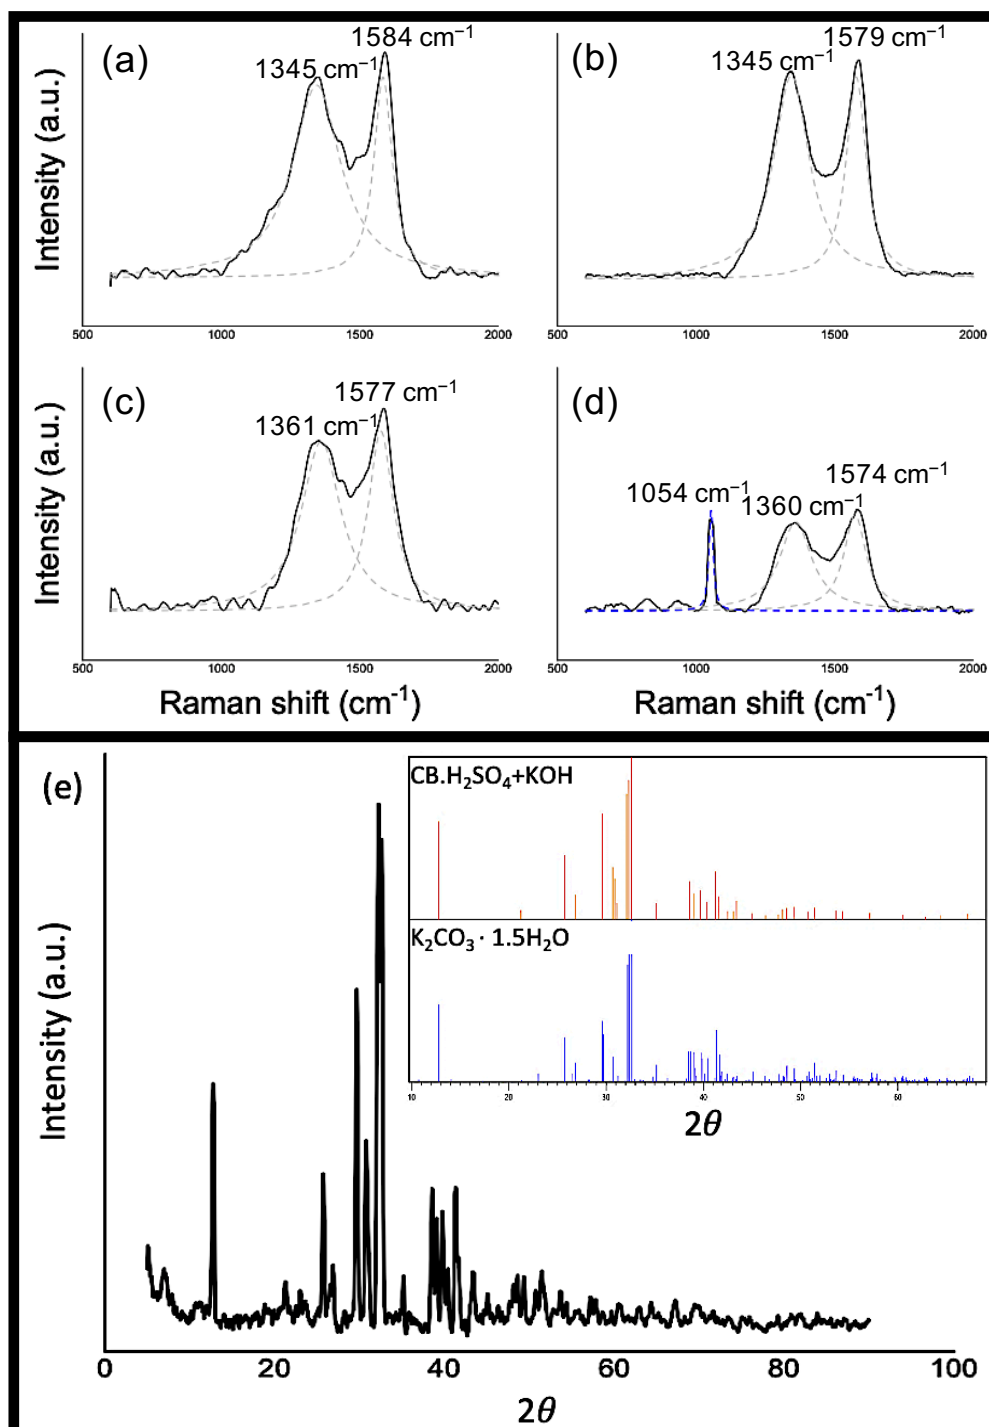 (a)
1584 cm⁻¹
1345 cm⁻¹
Intensity (a.u.)
500 1000 1500 2000
(b)
1579 cm⁻¹
1345 cm⁻¹
500 1000 1500 2000
(c)
1577 cm⁻¹
1361 cm⁻¹
Intensity (a.u.)
500 1000 1500 2000
Raman shift (cm⁻¹)
(d)
1574 cm⁻¹
1054 cm⁻¹
1360 cm⁻¹
500 1000 1500 2000
Raman shift (cm⁻¹)
(e)
Intensity (a.u.)
CB.H₂SO₄+KOH
K₂CO₃ · 1.5H₂O
10 20 30 40 50 60
2θ
0 20 40 60 80 100
2θ